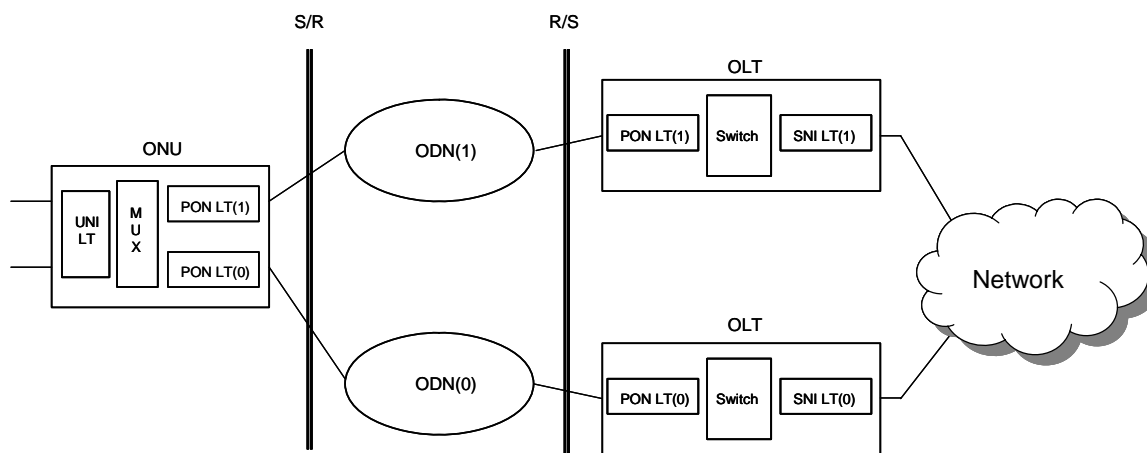 S/R
R/S
OLT
PON LT(1)
Switch
SNI LT(1)
ODN(1)
ONU
UNI
LT
M
U
X
PON LT(1)
PON LT(0)
Network
OLT
ODN(0)
PON LT(0)
Switch
SNI LT(0)